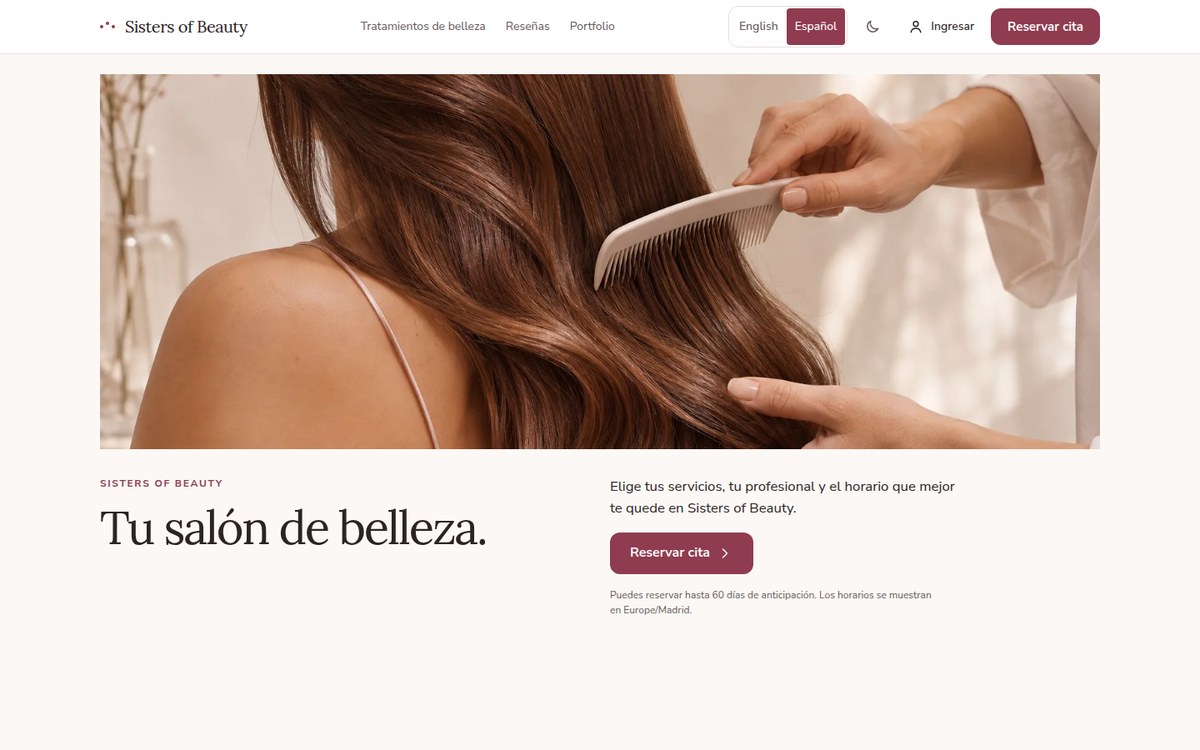 Sisters of Beauty
Tratamientos de belleza
Reseñas
Portfolio
English
Español
Ingresar
Reservar cita
SISTERS OF BEAUTY
Tu salón de belleza.
Elige tus servicios, tu profesional y el horario que mejor
te quede en Sisters of Beauty.
Reservar cita
Puedes reservar hasta 60 días de anticipación. Los horarios se muestran
en Europe/Madrid.